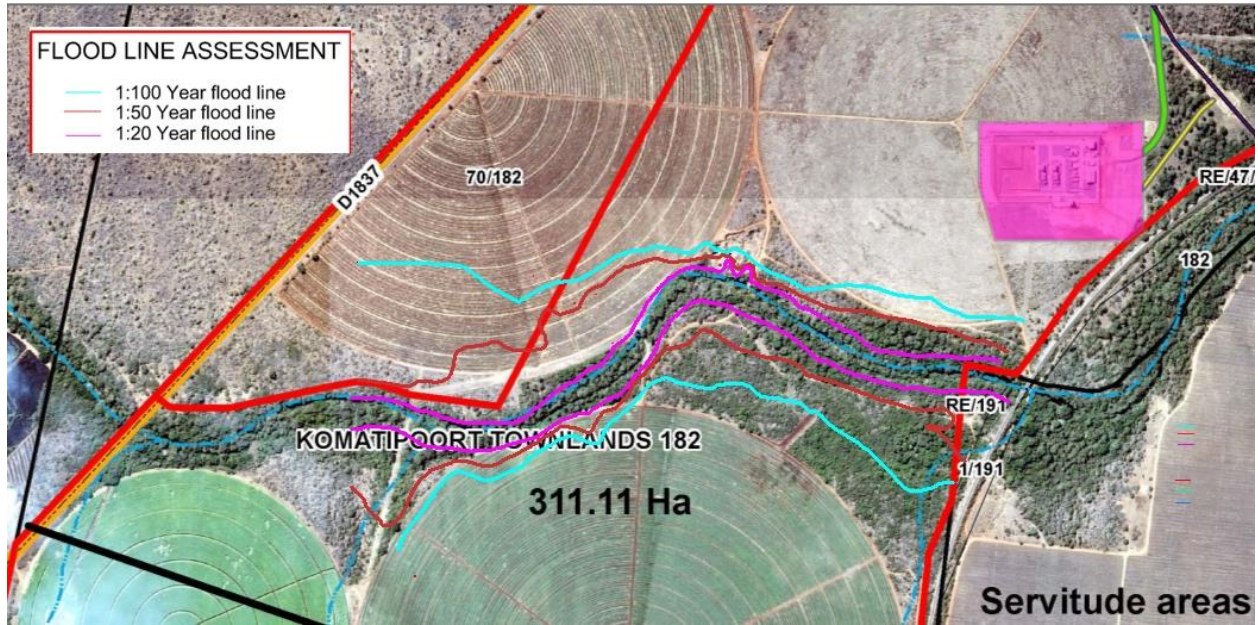 FLOOD LINE ASSESSMENT
1:100 Year flood line
1:50 Year flood line
1:20 Year flood line
D1837
70/182
RE/47/
182
RE/191
KOMATIPOORT TOWNLANDS 182
1/191
311.11 Ha
Servitude areas